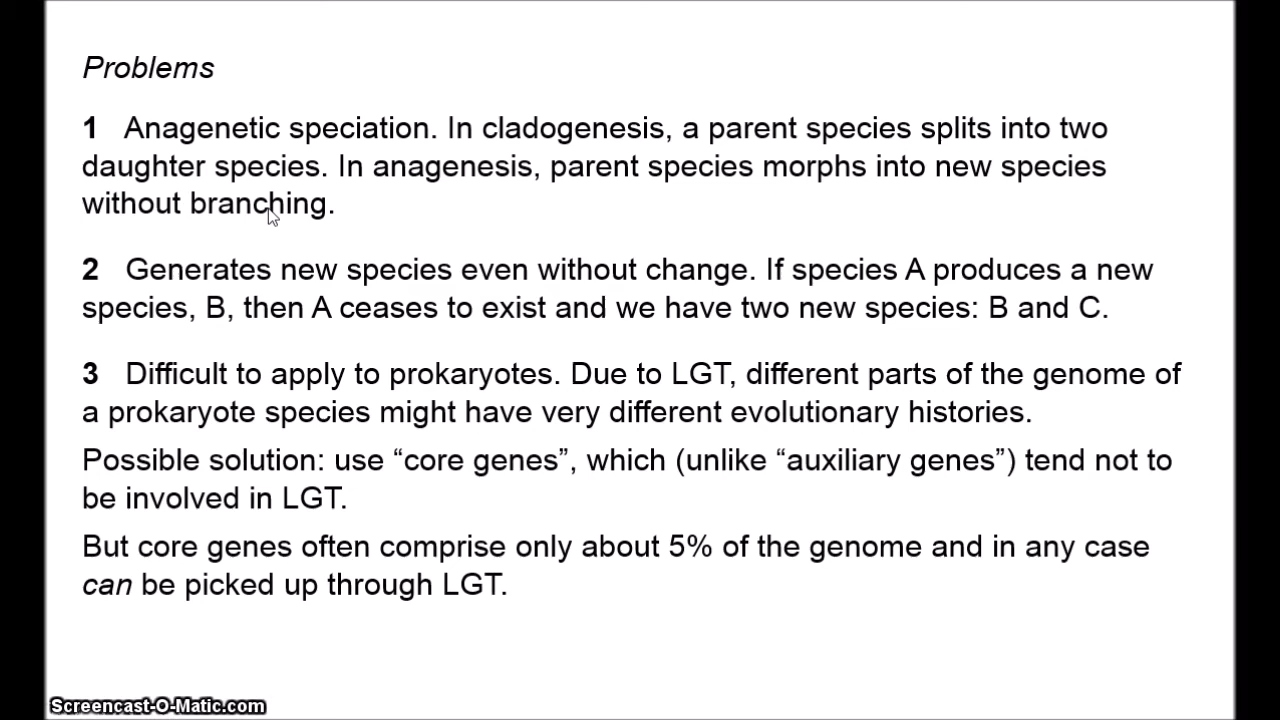 Problems
1 Anagenetic speciation. In cladogenesis, a parent species splits into two
daughter species. In anagenesis, parent species morphs into new species
without branching.
2 Generates new species even without change. If species A produces a new
species, B, then A ceases to exist and we have two new species: B and C.
3 Difficult to apply to prokaryotes. Due to LGT, different parts of the genome of
a prokaryote species might have very different evolutionary histories.
Possible solution: use “core genes”, which (unlike “auxiliary genes”) tend not to
be involved in LGT.
But core genes often comprise only about 5% of the genome and in any case
can be picked up through LGT.
Screencast-O-Matic.com